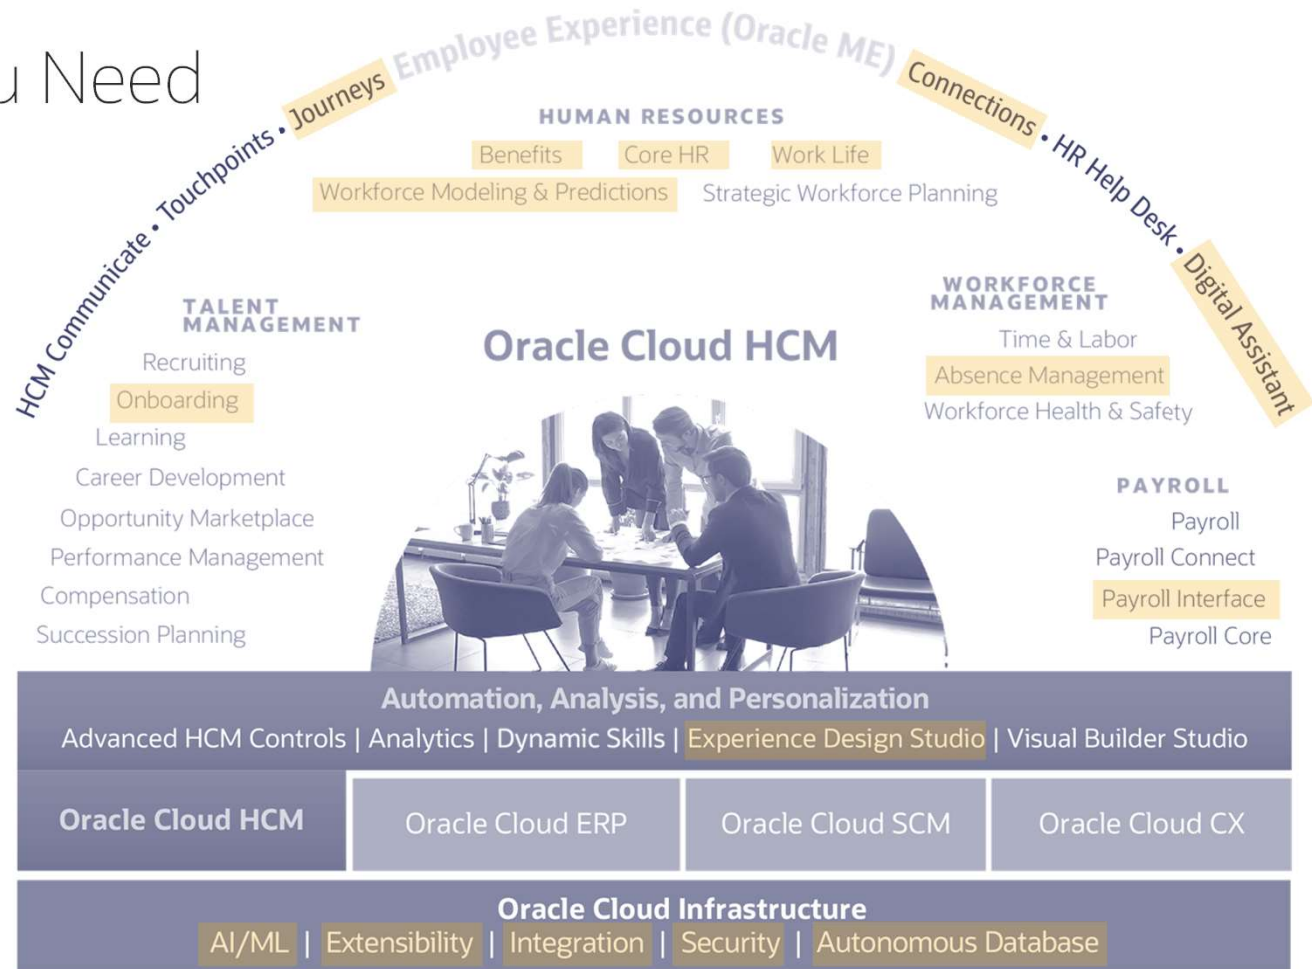 Need
HCM Communicate • Touchpoints • Journeys Employee Experience (Oracle ME) Connections • HR Help Desk • Digital Assistant
HUMAN RESOURCES
Benefits Core HR Work Life
Workforce Modeling & Predictions Strategic Workforce Planning
TALENT
MANAGEMENT
Recruiting
Onboarding
Learning
Career Development
Opportunity Marketplace
Performance Management
Compensation
Succession Planning
Oracle Cloud HCM
WORKFORCE
MANAGEMENT
Time & Labor
Absence Management
Workforce Health & Safety
PAYROLL
Payroll
Payroll Connect
Payroll Interface
Payroll Core
Automation, Analysis, and Personalization
Advanced HCM Controls | Analytics | Dynamic Skills | Experience Design Studio | Visual Builder Studio
Oracle Cloud HCM Oracle Cloud ERP Oracle Cloud SCM Oracle Cloud CX
Oracle Cloud Infrastructure
AI/ML | Extensibility | Integration | Security | Autonomous Database